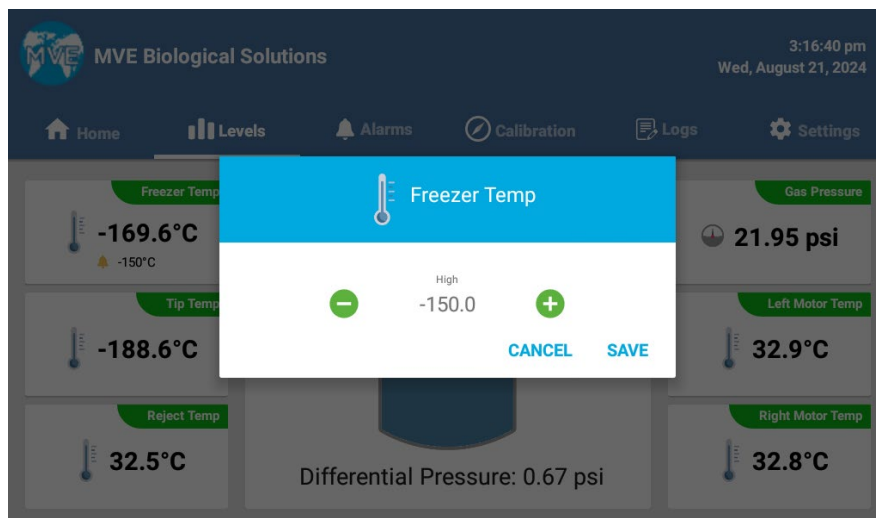 MVE
MVE Biological Solutions
3:16:40 pm
Wed, August 21, 2024
Home
Levels
Alarms
Calibration
Logs
Settings
Freezer Temp
-169.6°C
-150°C
Tip Temp
-188.6°C
Reject Temp
32.5°C
Freezer Temp
High
-150.0
CANCEL SAVE
Differential Pressure: 0.67 psi
Gas Pressure
21.95 psi
Left Motor Temp
32.9°C
Right Motor Temp
32.8°C